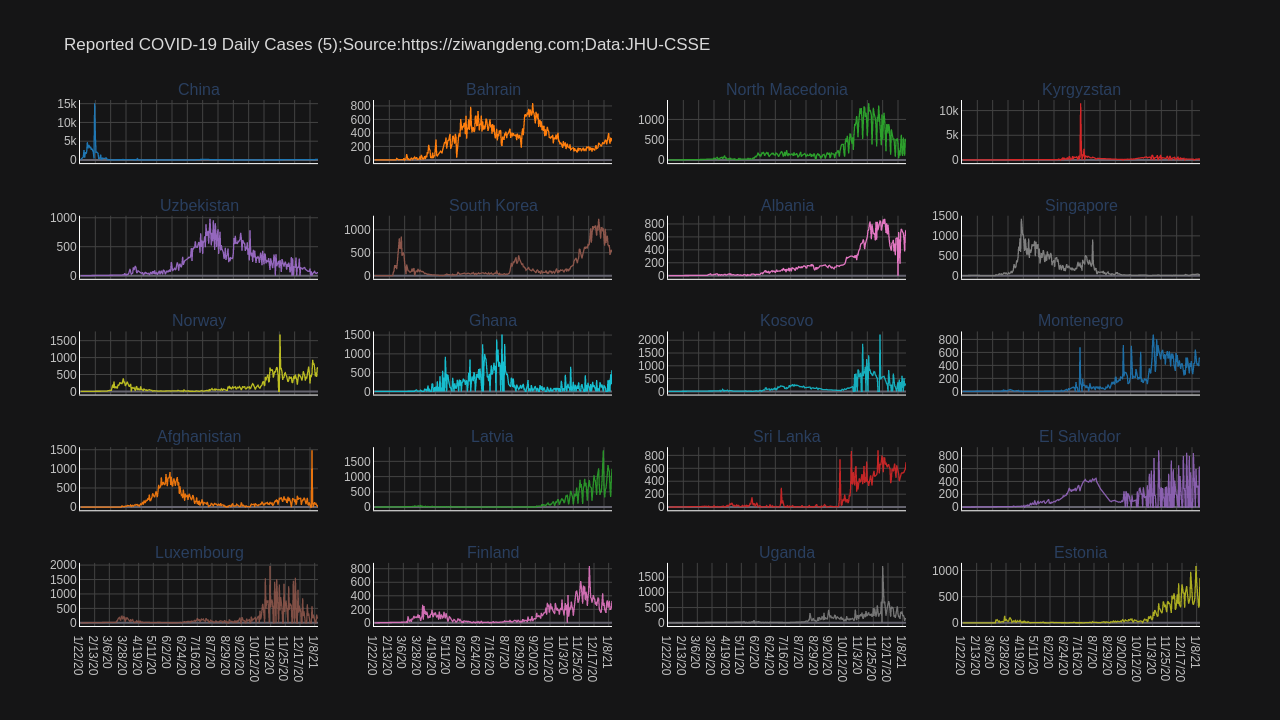 Reported COVID-19 Daily Cases (5);Source:https://ziwangdeng.com;Data:JHU-CSSE
China
15k
10k
5k
0
Bahrain
800
600
400
200
0
North Macedonia
1000
500
0
Kyrgyzstan
10k
5k
0
Uzbekistan
1000
500
0
South Korea
1000
500
0
Albania
800
600
400
200
0
Singapore
1500
1000
500
0
Norway
1500
1000
500
0
Ghana
1500
1000
500
0
Kosovo
2000
1500
1000
500
0
Montenegro
800
600
400
200
0
Afghanistan
1500
1000
500
0
Latvia
1500
1000
500
0
Sri Lanka
800
600
400
200
0
El Salvador
800
600
400
200
0
Luxembourg
2000
1500
1000
500
0
Finland
800
600
400
200
0
Uganda
1500
1000
500
0
Estonia
1000
500
0
1/22/20 2/13/20 3/6/20 3/28/20 4/19/20 5/11/20 6/2/20 6/24/20 7/16/20 8/7/20 8/29/20 9/20/20 10/12/20 11/3/20 11/25/20 12/17/20 1/8/21
1/22/20 2/13/20 3/6/20 3/28/20 4/19/20 5/11/20 6/2/20 6/24/20 7/16/20 8/7/20 8/29/20 9/20/20 10/12/20 11/3/20 11/25/20 12/17/20 1/8/21
1/22/20 2/13/20 3/6/20 3/28/20 4/19/20 5/11/20 6/2/20 6/24/20 7/16/20 8/7/20 8/29/20 9/20/20 10/12/20 11/3/20 11/25/20 12/17/20 1/8/21
1/22/20 2/13/20 3/6/20 3/28/20 4/19/20 5/11/20 6/2/20 6/24/20 7/16/20 8/7/20 8/29/20 9/20/20 10/12/20 11/3/20 11/25/20 12/17/20 1/8/21